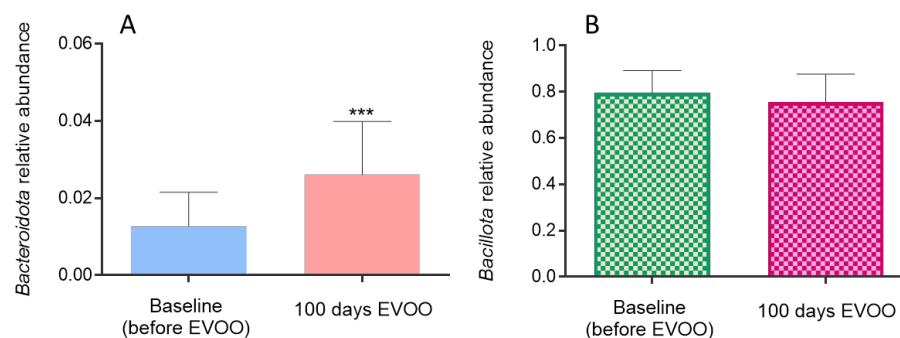 A
Bacteroidota relative abundance
0.06
0.04
0.02
0.00
***
Baseline
(before EVOO)
100 days EVOO
B
Bacillota relative abundance
1.0
0.8
0.6
0.4
0.2
0.0
Baseline
(before EVOO)
100 days EVOO